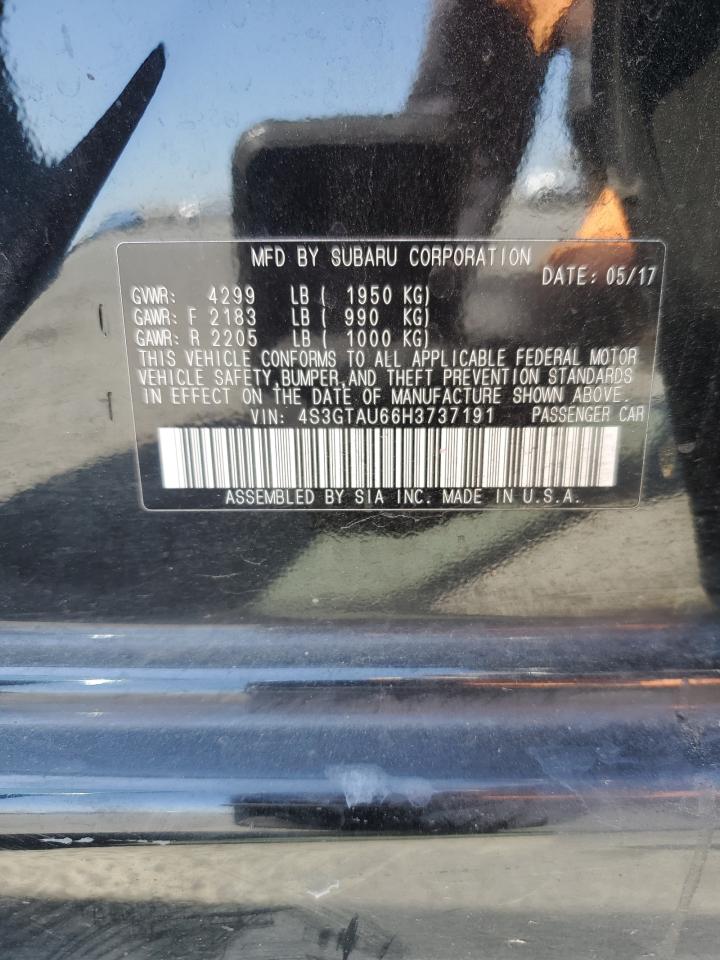 MFD BY SUBARU CORPORATION
DATE: 05/17
GVWR: 4299 LB ( 1950 KG)
GAWR: F 2183 LB ( 990 KG)
GAWR: R 2205 LB ( 1000 KG)
THIS VEHICLE CONFORMS TO ALL APPLICABLE FEDERAL MOTOR
VEHICLE SAFETY, BUMPER, AND THEFT PREVENTION STANDARDS
IN EFFECT ON THE DATE OF MANUFACTURE SHOWN ABOVE.
VIN: 4S3GTAU66H3737191 PASSENGER CAR
ASSEMBLED BY SIA INC. MADE IN U.S.A.